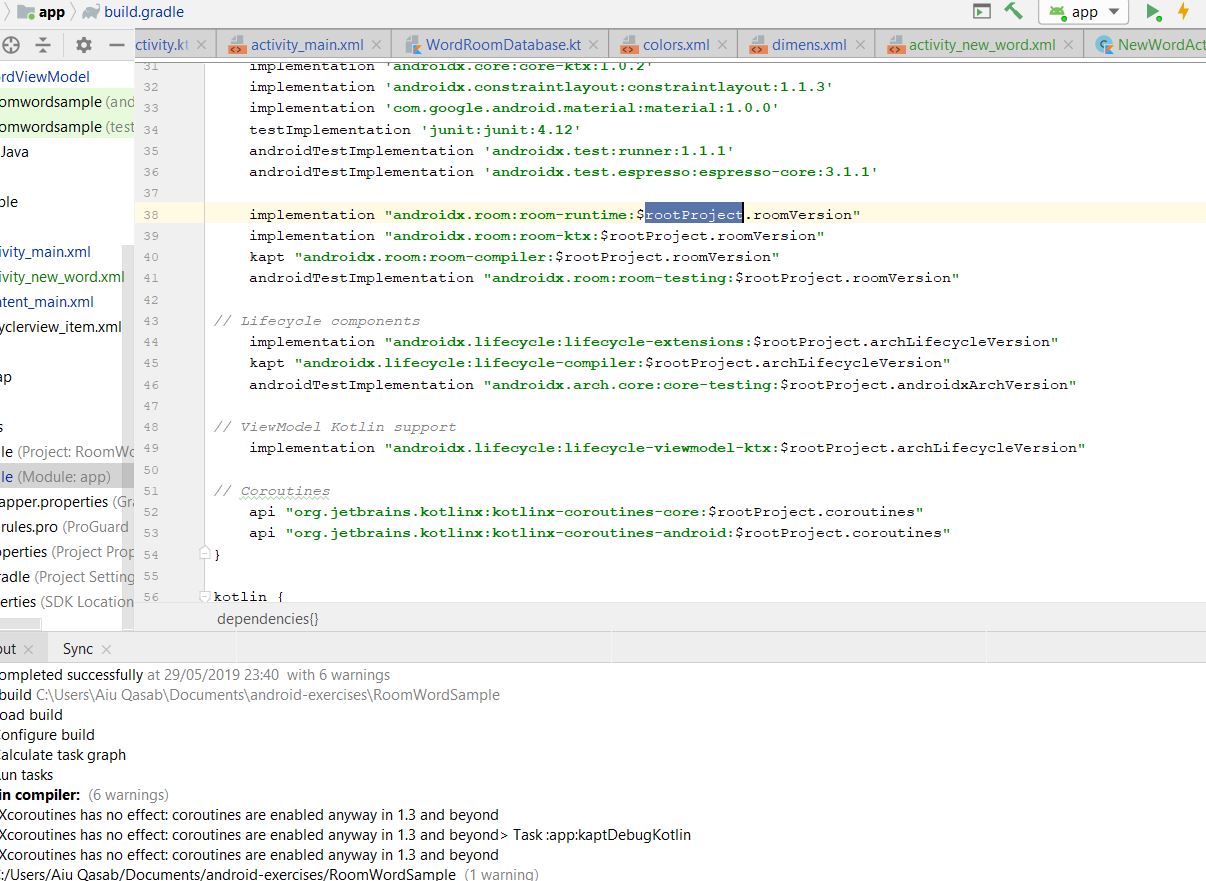 app build.gradle app
ctivity.kt activity_main.xml WordRoomDatabase.kt colors.xml dimens.xml activity_new_word.xml NewWordAct
rdViewModel
omwordsample (and
omwordsample (test
Java
ple
ivity_main.xml
ivity_new_word.xml
ntent_main.xml
yclerview_item.xml
ap
s
le (Project: RoomWo
le (Module: app)
apper.properties (Gra
rules.pro (ProGuard
operties (Project Prop
radle (Project Setting
erties (SDK Location
31 implementation 'androidx.core:core-ktx:1.0.2'
32 implementation 'androidx.constraintlayout:constraintlayout:1.1.3'
33 implementation 'com.google.android.material:material:1.0.0'
34 testImplementation 'junit:junit:4.12'
35 androidTestImplementation 'androidx.test:runner:1.1.1'
36 androidTestImplementation 'androidx.test.espresso:espresso-core:3.1.1'
37
38 implementation "androidx.room:room-runtime:$rootProject.roomVersion"
39 implementation "androidx.room:room-ktx:$rootProject.roomVersion"
40 kapt "androidx.room:room-compiler:$rootProject.roomVersion"
41 androidTestImplementation "androidx.room:room-testing:$rootProject.roomVersion"
42
43 // Lifecycle components
44 implementation "androidx.lifecycle:lifecycle-extensions:$rootProject.archLifecycleVersion"
45 kapt "androidx.lifecycle:lifecycle-compiler:$rootProject.archLifecycleVersion"
46 androidTestImplementation "androidx.arch.core:core-testing:$rootProject.androidxArchVersion"
47
48 // ViewModel Kotlin support
49 implementation "androidx.lifecycle:lifecycle-viewmodel-ktx:$rootProject.archLifecycleVersion"
50
51 // Coroutines
52 api "org.jetbrains.kotlinx:kotlinx-coroutines-core:$rootProject.coroutines"
53 api "org.jetbrains.kotlinx:kotlinx-coroutines-android:$rootProject.coroutines"
54 }
55
56 kotlin {
dependencies{}
out Sync
ompleted successfully at 29/05/2019 23:40 with 6 warnings
build C:\Users\Aiu Qasab\Documents\android-exercises\RoomWordSample
oad build
onfigure build
alculate task graph
un tasks
in compiler: (6 warnings)
Xcoroutines has no effect: coroutines are enabled anyway in 1.3 and beyond
Xcoroutines has no effect: coroutines are enabled anyway in 1.3 and beyond> Task :app:kaptDebugKotlin
Xcoroutines has no effect: coroutines are enabled anyway in 1.3 and beyond
:/Users/Aiu Qasab/Documents/android-exercises/RoomWordSample (1 warning)